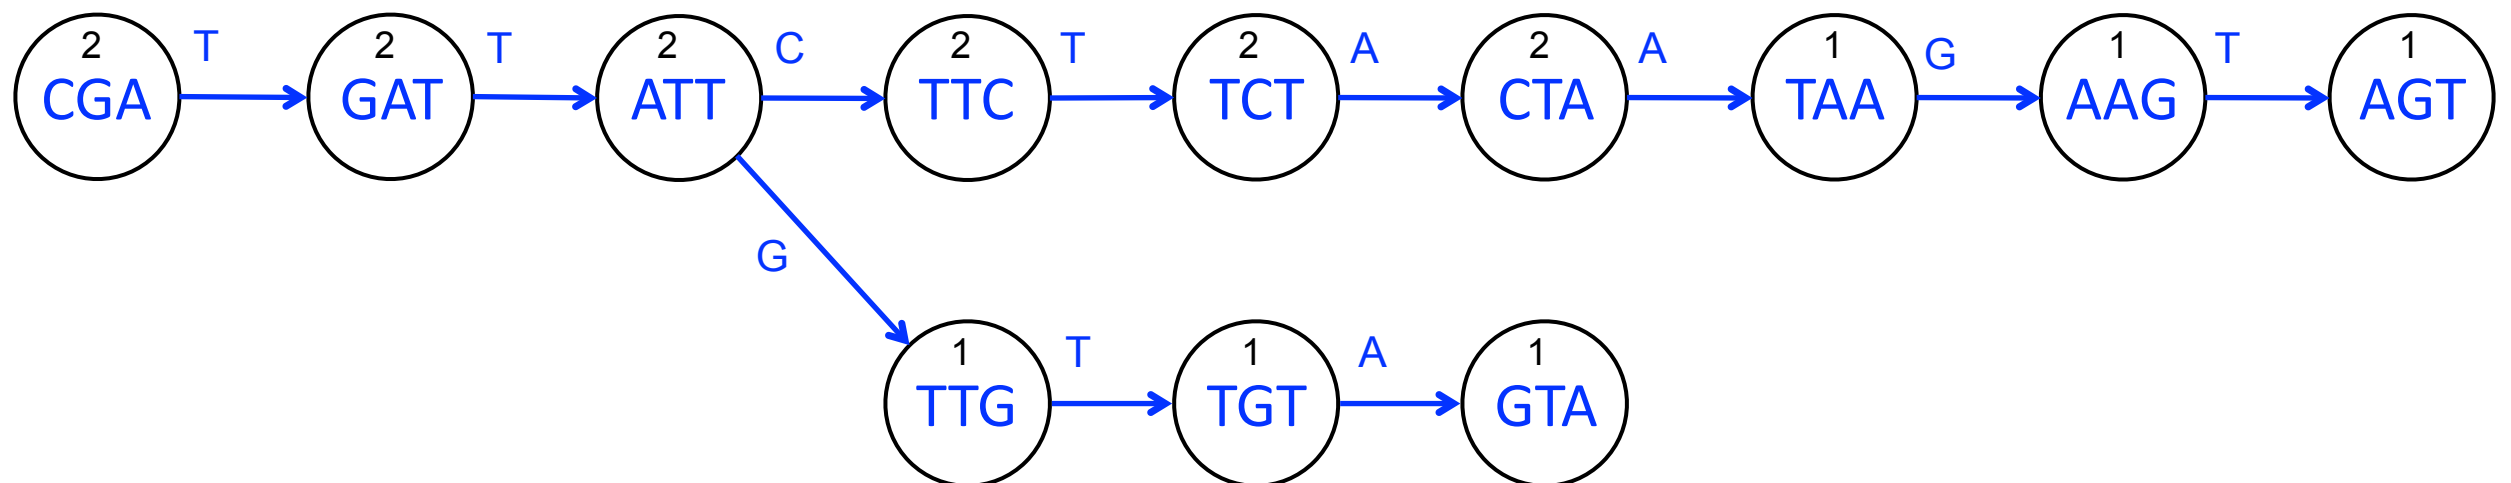 2 T 2 T 2 C 2 T 2 A 2 A 1 G 1 T 1
CGA GAT ATT TTC TCT CTA TAA AAG AGT
G
1 T 1 A 1
TTG TGT GTA